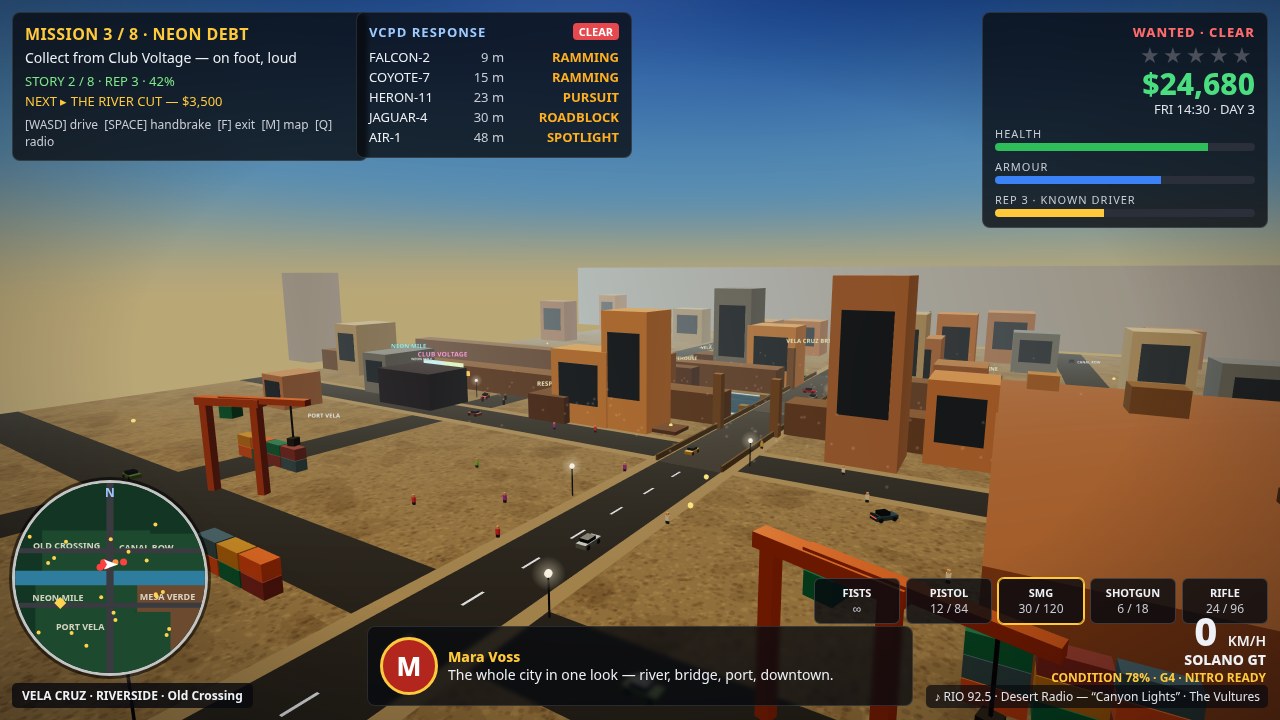 MISSION 3 / 8 · NEON DEBT
Collect from Club Voltage — on foot, loud
STORY 2 / 8 · REP 3 · 42%
NEXT ▸ THE RIVER CUT — $3,500
[WASD] drive [SPACE] handbrake [F] exit [M] map [Q] radio
VCPD RESPONSE
CLEAR
FALCON-2 9 m RAMMING
COYOTE-7 15 m RAMMING
HERON-11 23 m PURSUIT
JAGUAR-4 30 m ROADBLOCK
AIR-1 48 m SPOTLIGHT
WANTED · CLEAR
★★★★★
$24,680
FRI 14:30 · DAY 3
HEALTH
ARMOUR
REP 3 · KNOWN DRIVER
NEON MILE
CLUB VOLTAGE
VELA CRUZ
RESP
PORT VELA
N
OLD CROSSING
CANAL ROW
NEON MILE
MESA VERDE
PORT VELA
FISTS
∞
PISTOL
12 / 84
SMG
30 / 120
SHOTGUN
6 / 18
RIFLE
24 / 96
0 KM/H
SOLANO GT
CONDITION 78% · G4 · NITRO READY
M
Mara Voss
The whole city in one look — river, bridge, port, downtown.
VELA CRUZ · RIVERSIDE · Old Crossing
♪ RIO 92.5 · Desert Radio — “Canyon Lights” · The Vultures